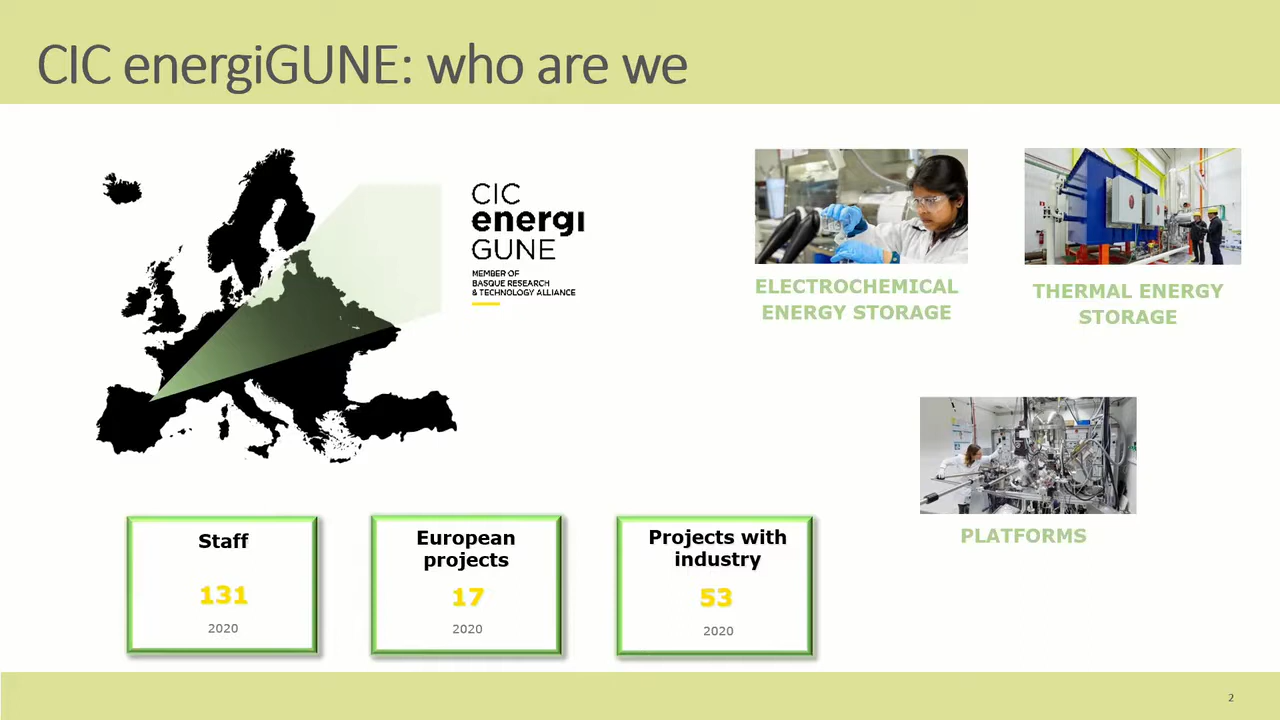 CIC energiGUNE: who are we
CIC
energi
GUNE
MEMBER OF
BASQUE RESEARCH
& TECHNOLOGY ALLIANCE
ELECTROCHEMICAL
ENERGY STORAGE
THERMAL ENERGY
STORAGE
PLATFORMS
Staff
131
2020
European
projects
17
2020
Projects with
industry
53
2020
2